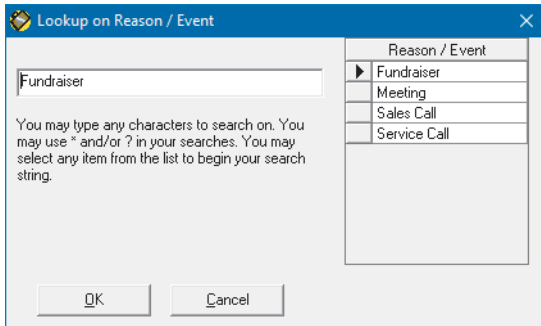 Lookup on Reason / Event
Fundraiser
You may type any characters to search on. You
may use * and/or ? in your searches. You may
select any item from the list to begin your search
string.
OK
Cancel
Reason / Event
Fundraiser
Meeting
Sales Call
Service Call